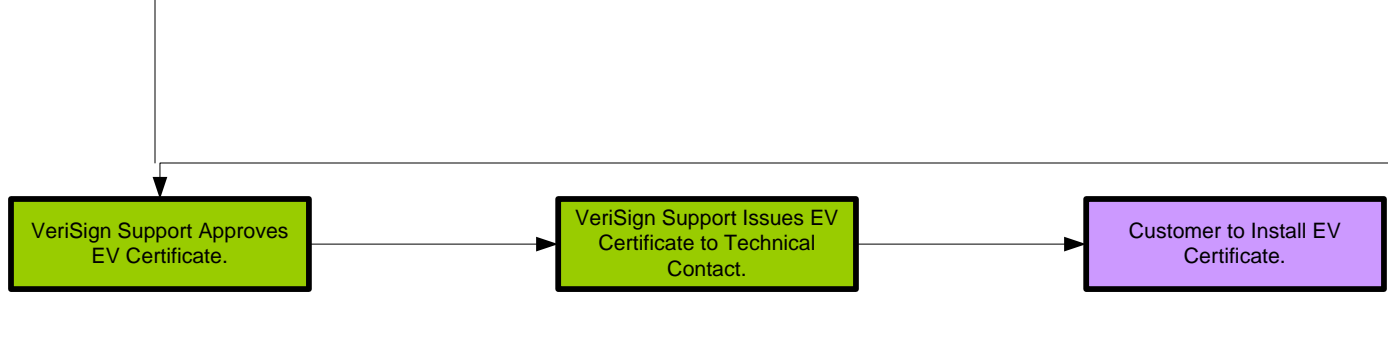 VeriSign Support Approves
EV Certificate.
VeriSign Support Issues EV
Certificate to Technical
Contact.
Customer to Install EV
Certificate.